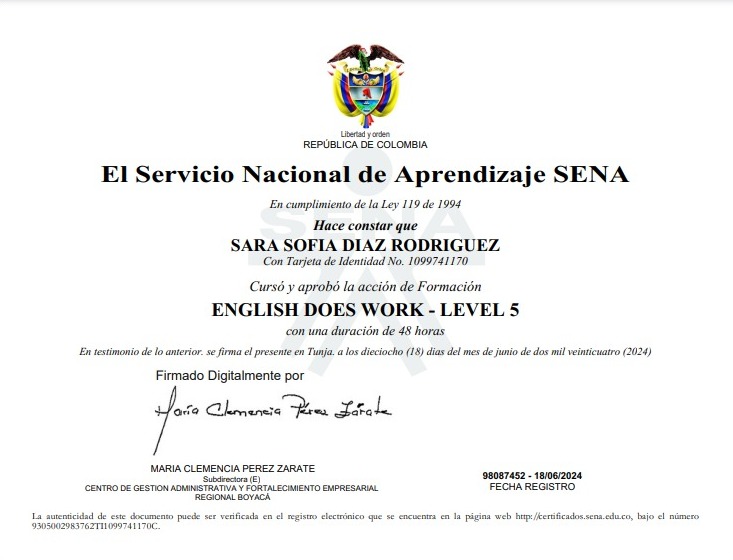 Libertad y orden
REPÚBLICA DE COLOMBIA
El Servicio Nacional de Aprendizaje SENA
En cumplimiento de la Ley 119 de 1994
SENA
Hace constar que
SARA SOFIA DIAZ RODRIGUEZ
Con Tarjeta de Identidad No. 1099741170
Cursó y aprobó la acción de Formación
ENGLISH DOES WORK - LEVEL 5
con una duración de 48 horas
En testimonio de lo anterior. se firma el presente en Tunja. a los dieciocho (18) dias del mes de junio de dos mil veinticuatro (2024)
Firmado Digitalmente por
Maria Clemencia Pérez Zárate
MARIA CLEMENCIA PEREZ ZARATE
Subdirectora (E)
CENTRO DE GESTION ADMINISTRATIVA Y FORTALECIMIENTO EMPRESARIAL
REGIONAL BOYACÁ
98087452 - 18/06/2024
FECHA REGISTRO
La autenticidad de este documento puede ser verificada en el registro electrónico que se encuentra en la página web http://certificados.sena.edu.co, bajo el número
9305002983762TI1099741170C.